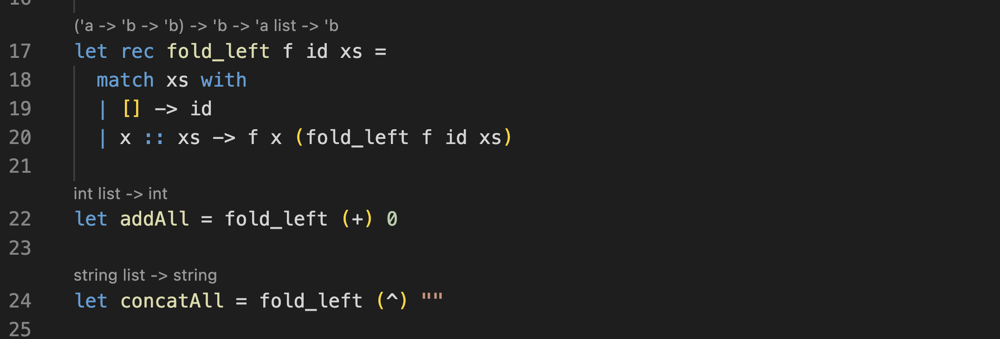 ('a -> 'b -> 'b) -> 'b -> 'a list -> 'b
17 let rec fold_left f id xs =
18 match xs with
19 | [] -> id
20 | x :: xs -> f x (fold_left f id xs)
21
int list -> int
22 let addAll = fold_left (+) 0
23
string list -> string
24 let concatAll = fold_left (^) ""
25